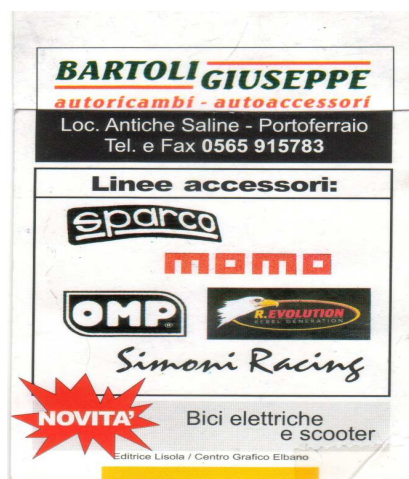 BARTOLI GIUSEPPE
autoricambi - autoaccessori
Loc. Antiche Saline - Portoferraio
Tel. e Fax 0565 915783
Linee accessori:
sparco
momo
OMP®
R.EVOLUTION
REBEL GENERATION
Simoni Racing
NOVITA'
Bici elettriche
e scooter
Editrice Lisola / Centro Grafico Elbano